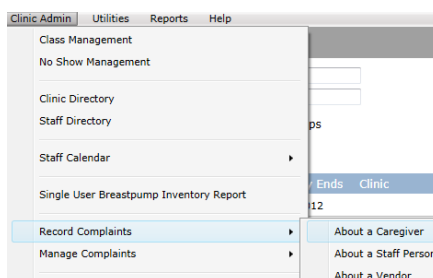 Clinic Admin Utilities Reports Help
Class Management
No Show Management
Clinic Directory
Staff Directory
ps
Staff Calendar
Ends Clinic
Single User Breastpump Inventory Report
012
Record Complaints About a Caregiver
Manage Complaints About a Staff Person
About a Vendor